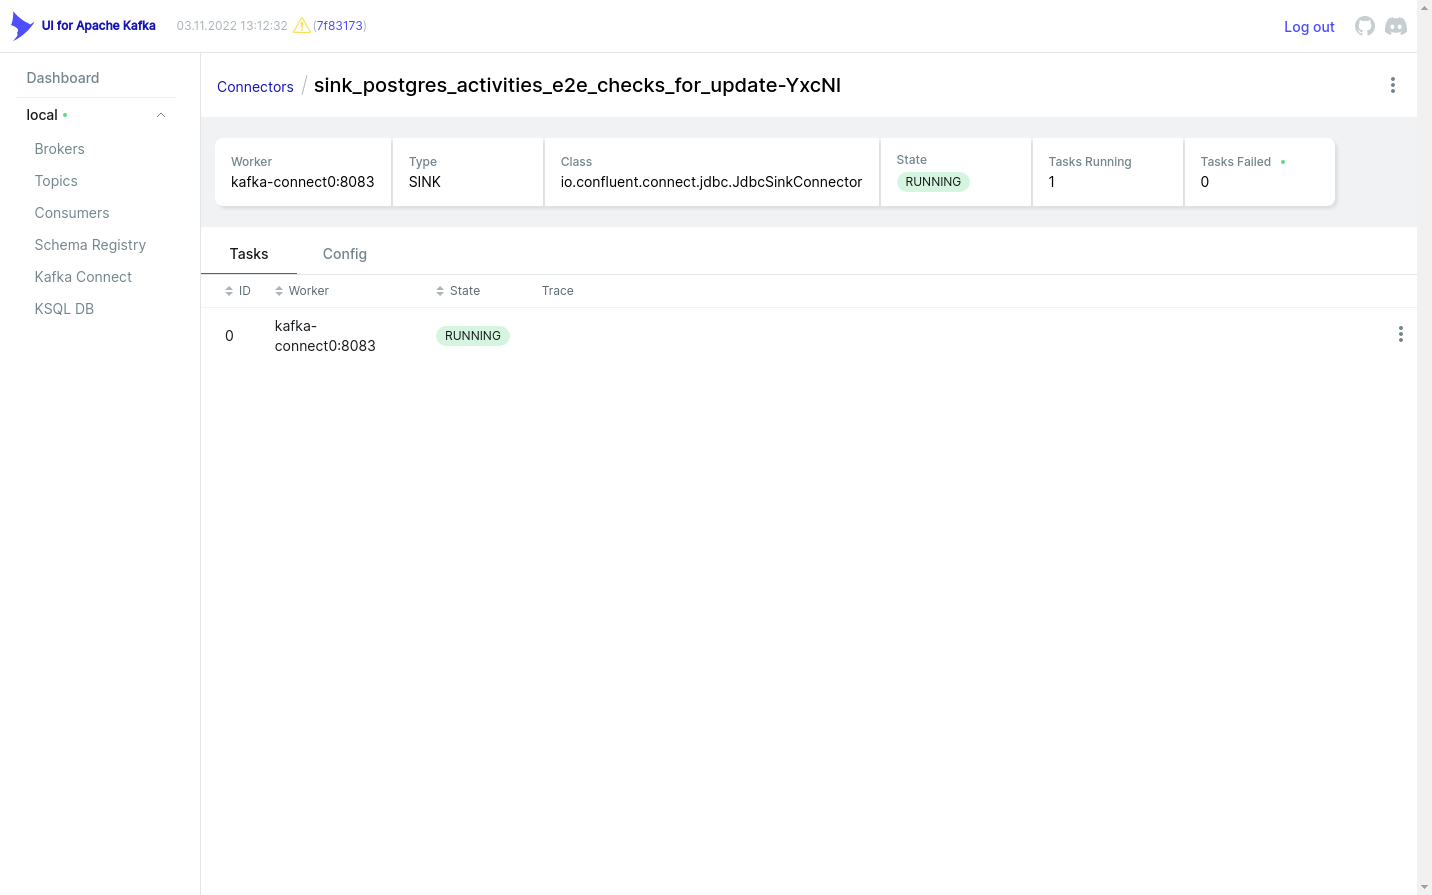 UI for Apache Kafka 03.11.2022 13:12:32 (7f83173) Log out
Dashboard
local
Brokers
Topics
Consumers
Schema Registry
Kafka Connect
KSQL DB
Connectors / sink_postgres_activities_e2e_checks_for_update-YxcNI
Worker
kafka-connect0:8083
Type
SINK
Class
io.confluent.connect.jdbc.JdbcSinkConnector
State
RUNNING
Tasks Running
1
Tasks Failed
0
Tasks Config
ID Worker State Trace
0 kafka-connect0:8083 RUNNING